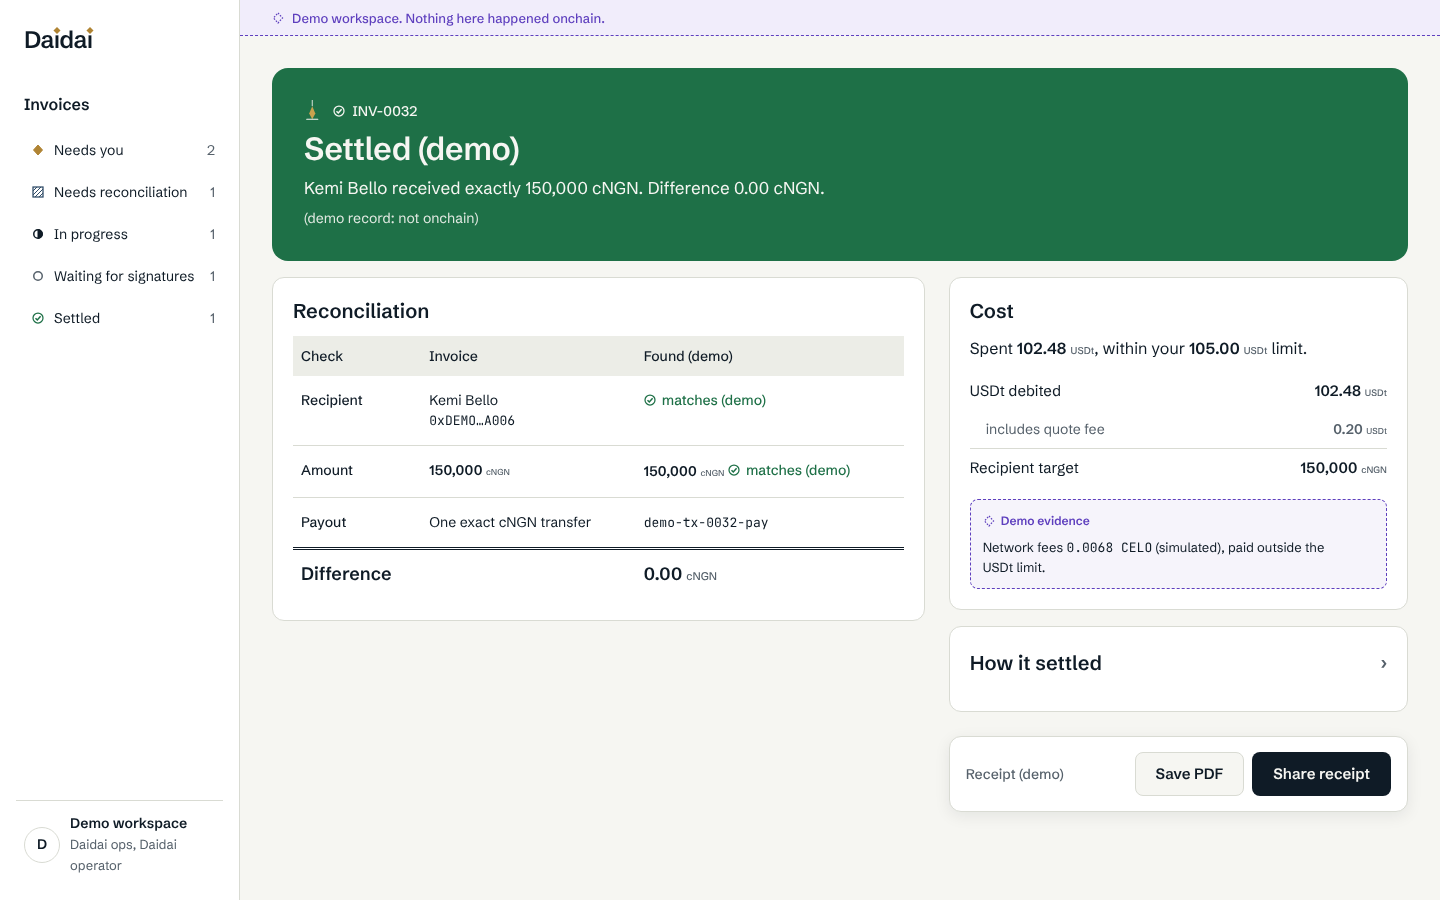 Daidai
Invoices
Needs you 2
Needs reconciliation 1
In progress 1
Waiting for signatures 1
Settled 1
D
Demo workspace
Daidai ops, Daidai
operator
Demo workspace. Nothing here happened onchain.
INV-0032
Settled (demo)
Kemi Bello received exactly 150,000 cNGN. Difference 0.00 cNGN.
(demo record: not onchain)
Reconciliation
Check Invoice Found (demo)
Recipient Kemi Bello matches (demo)
0xDEMO…A006
Amount 150,000 cNGN 150,000 cNGN matches (demo)
Payout One exact cNGN transfer demo-tx-0032-pay
Difference 0.00 cNGN
Cost
Spent 102.48 USDt, within your 105.00 USDt limit.
USDt debited 102.48 USDt
includes quote fee 0.20 USDt
Recipient target 150,000 cNGN
Demo evidence
Network fees 0.0068 CELO (simulated), paid outside the
USDt limit.
How it settled ›
Receipt (demo) Save PDF Share receipt